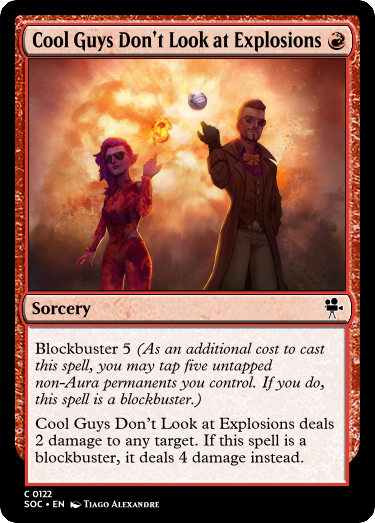 Cool Guys Don't Look at Explosions
Sorcery
Blockbuster 5 (As an additional cost to cast
this spell, you may tap five untapped
non-Aura permanents you control. If you do,
this spell is a blockbuster.)
Cool Guys Don't Look at Explosions deals
2 damage to any target. If this spell is a
blockbuster, it deals 4 damage instead.
C 0122
SOC • EN Tiago Alexandre